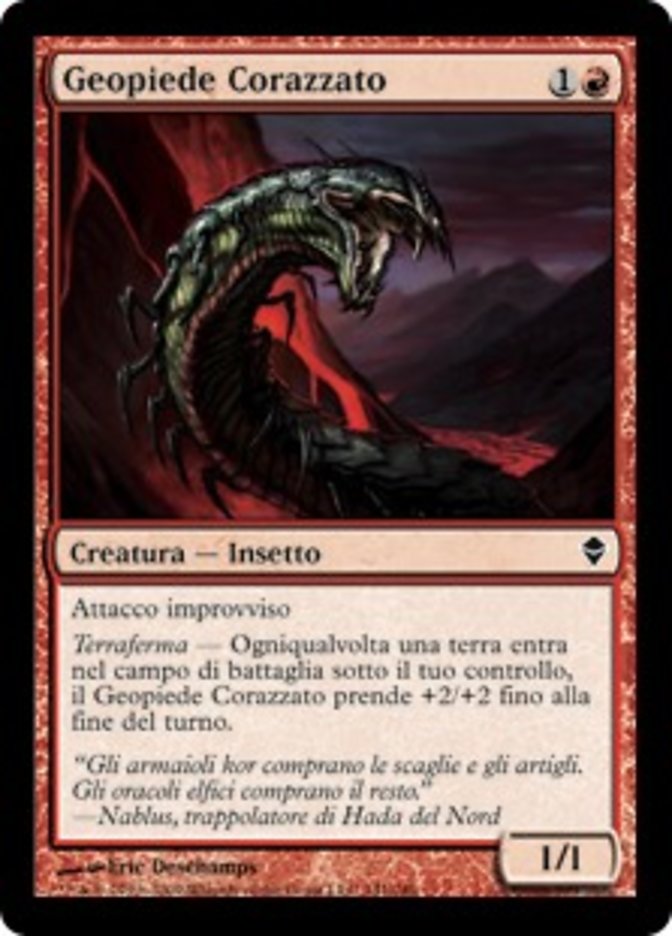 Geopiede Corazzato
1
Creatura — Insetto
Attacco improvviso
Terraferma — Ogniqualvolta una terra entra
nel campo di battaglia sotto il tuo controllo,
il Geopiede Corazzato prende +2/+2 fino alla
fine del turno.
“Gli armaioli kor comprano le scaglie e gli artigli.
Gli oracoli elfici comprano il resto.”
—Nablus, trappolatore di Hada del Nord
1/1
Eric Deschamps